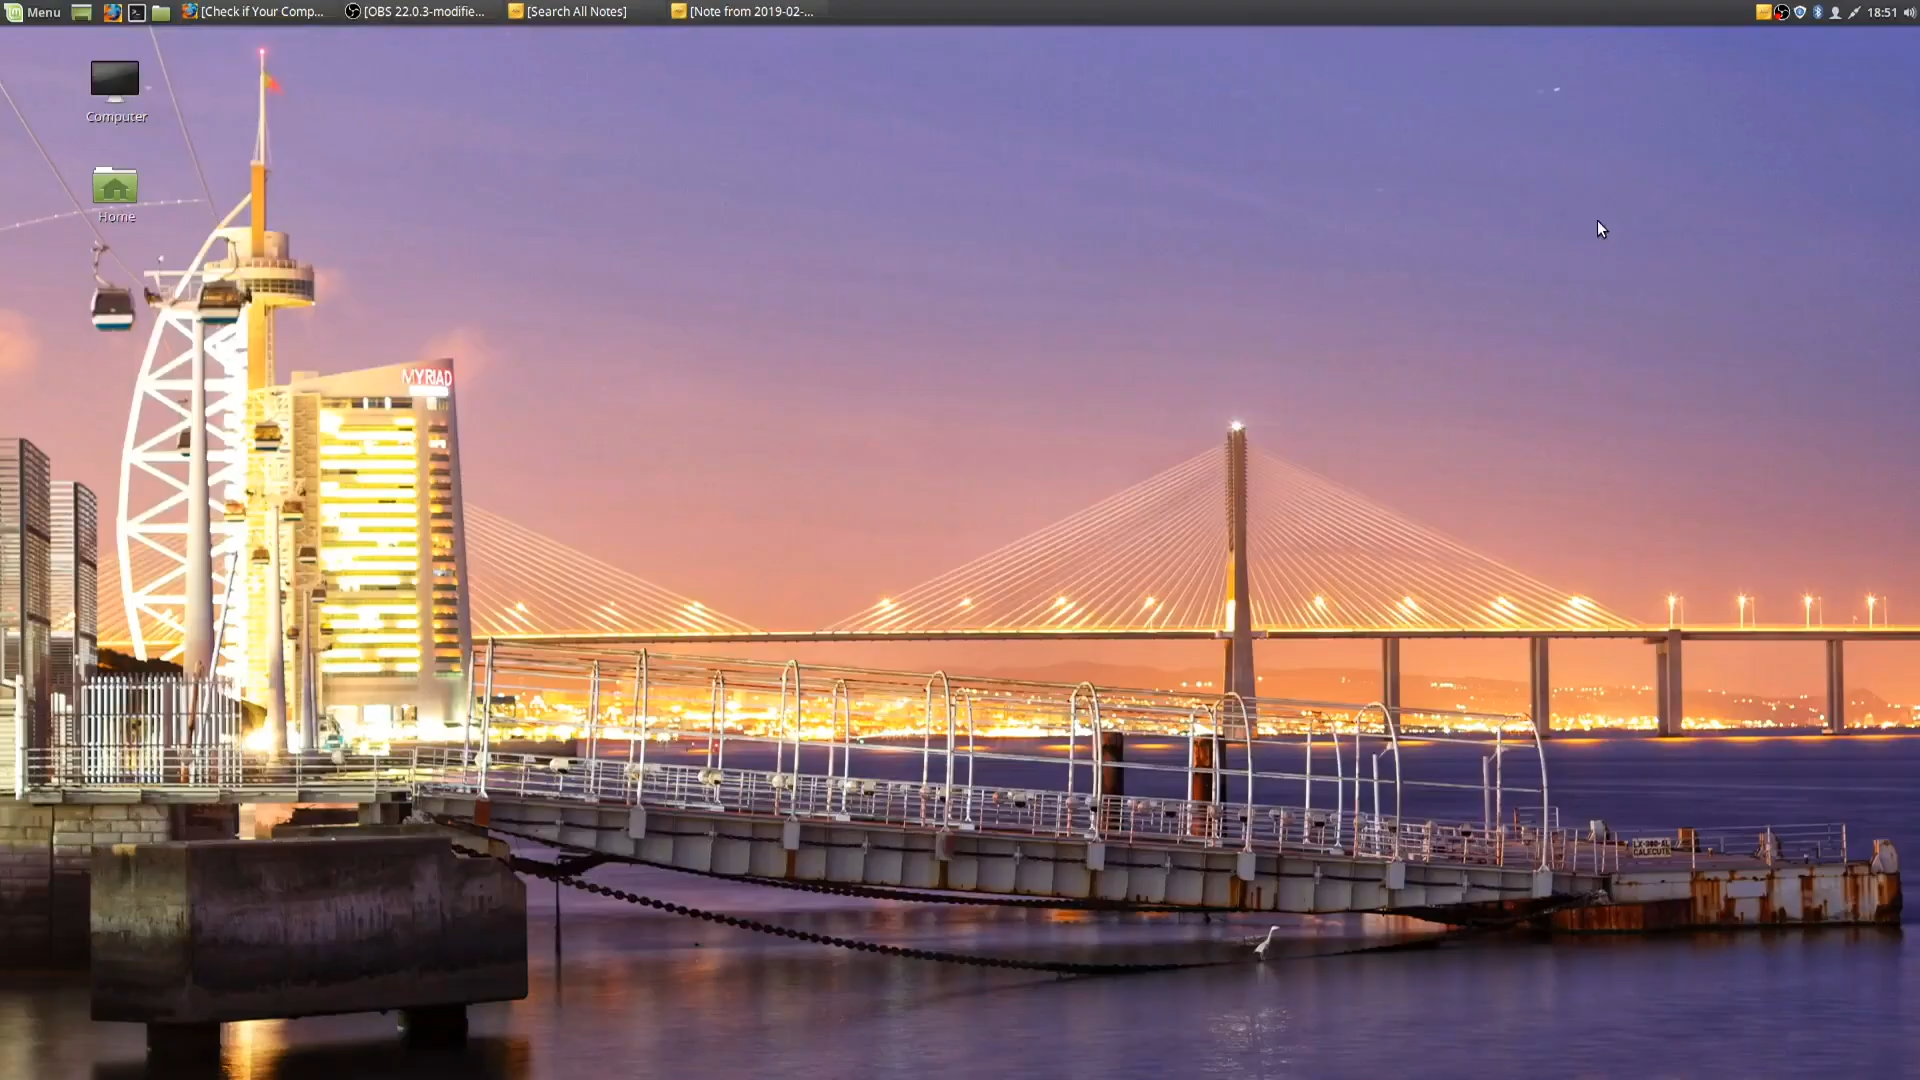 Menu
[Check if Your Comp...
[OBS 22.0.3-modifie...
[Search All Notes]
[Note from 2019-02-...
18:51
Computer
Home
MYRIAD
CALECUTE